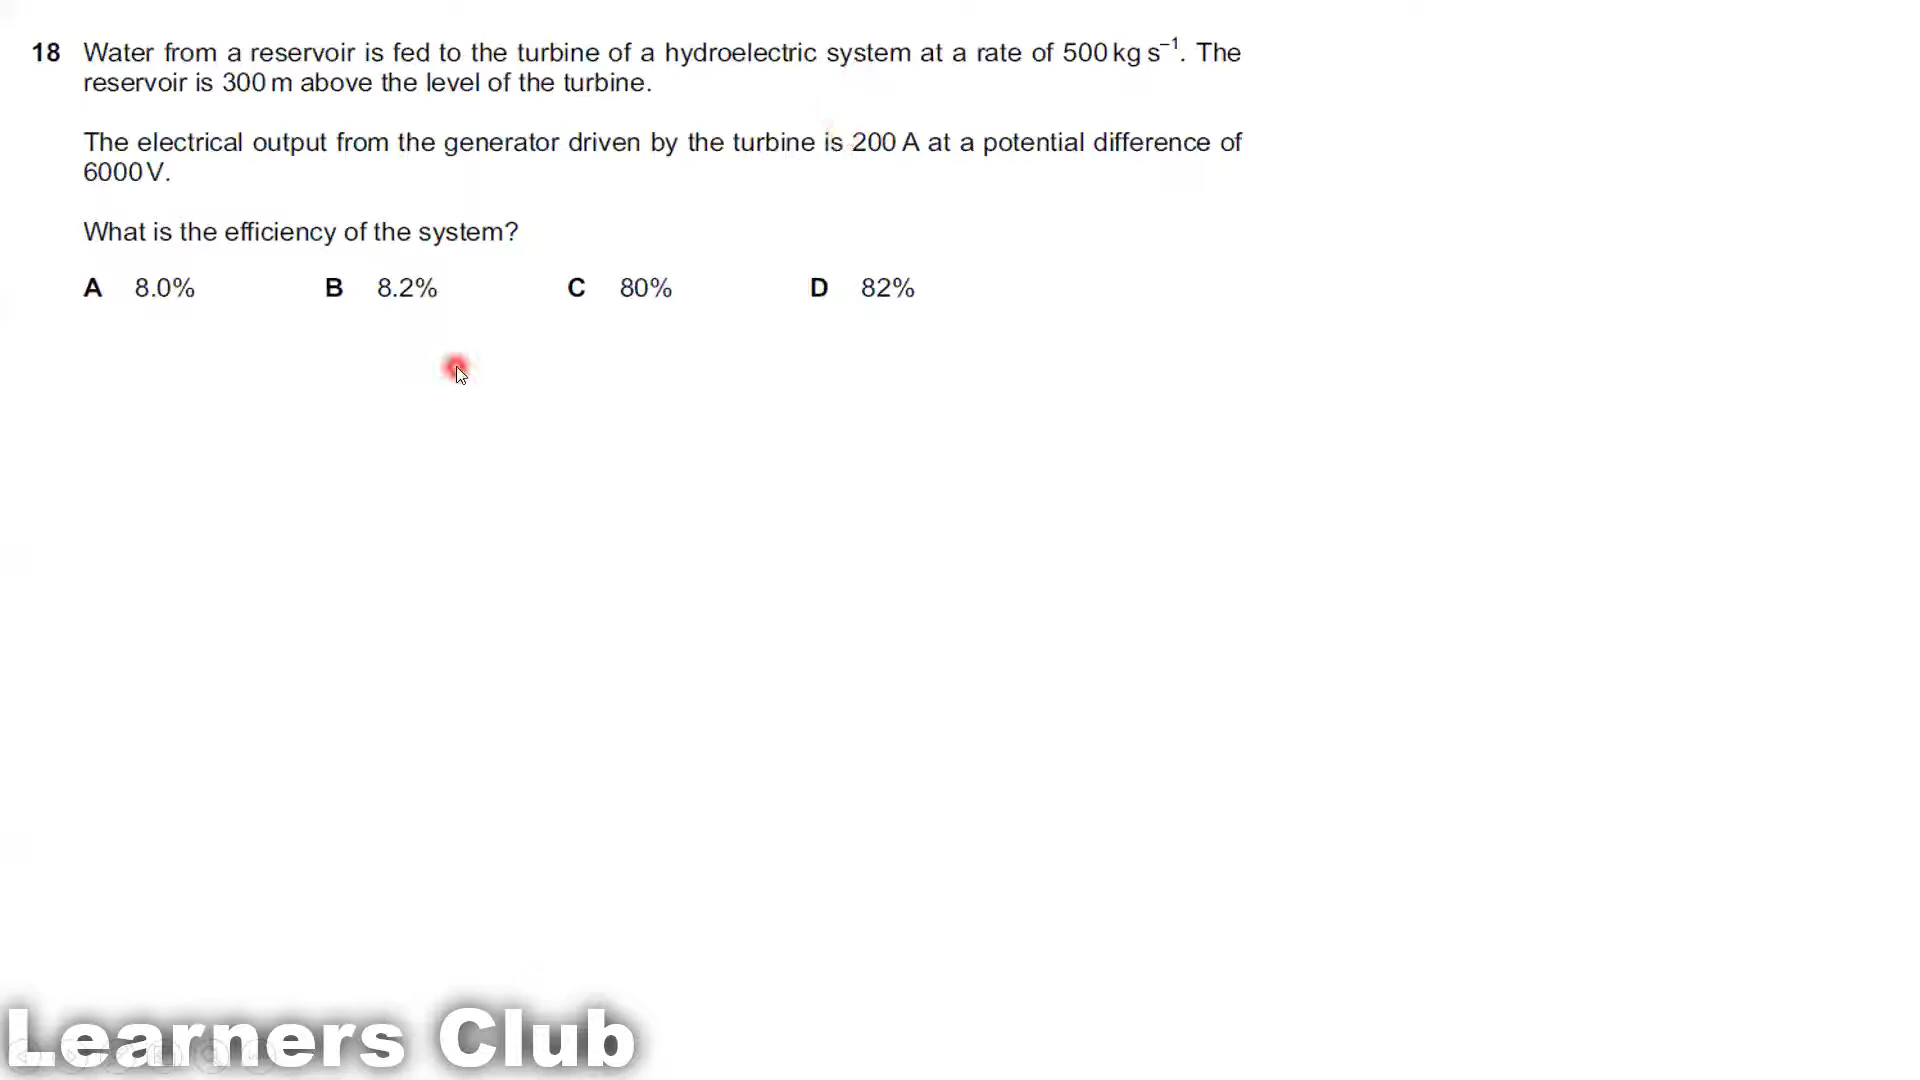 18 Water from a reservoir is fed to the turbine of a hydroelectric system at a rate of 500 kg s⁻¹. The
reservoir is 300 m above the level of the turbine.
The electrical output from the generator driven by the turbine is 200 A at a potential difference of
6000 V.
What is the efficiency of the system?
A 8.0% B 8.2% C 80% D 82%
Learners Club